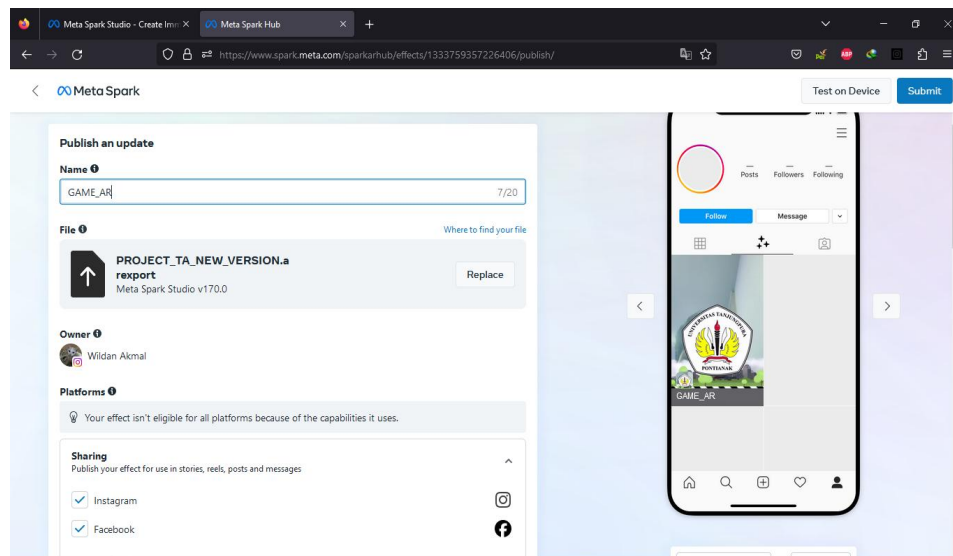 Meta Spark Studio - Create Imm
Meta Spark Hub
https://www.spark.meta.com/sparkarhub/effects/1333759357226406/publish/
Meta Spark
Test on Device
Submit
Publish an update
Name
GAME_AR
7/20
File
Where to find your file
PROJECT_TA_NEW_VERSION.a
rexport
Meta Spark Studio v170.0
Replace
Owner
Wildan Akmal
Platforms
Your effect isn't eligible for all platforms because of the capabilities it uses.
Sharing
Publish your effect for use in stories, reels, posts and messages
Instagram
Facebook
Posts
Followers
Following
Follow
Message
UNIVERSITAS TANJUNGPURA
PONTIANAK
GAME_AR